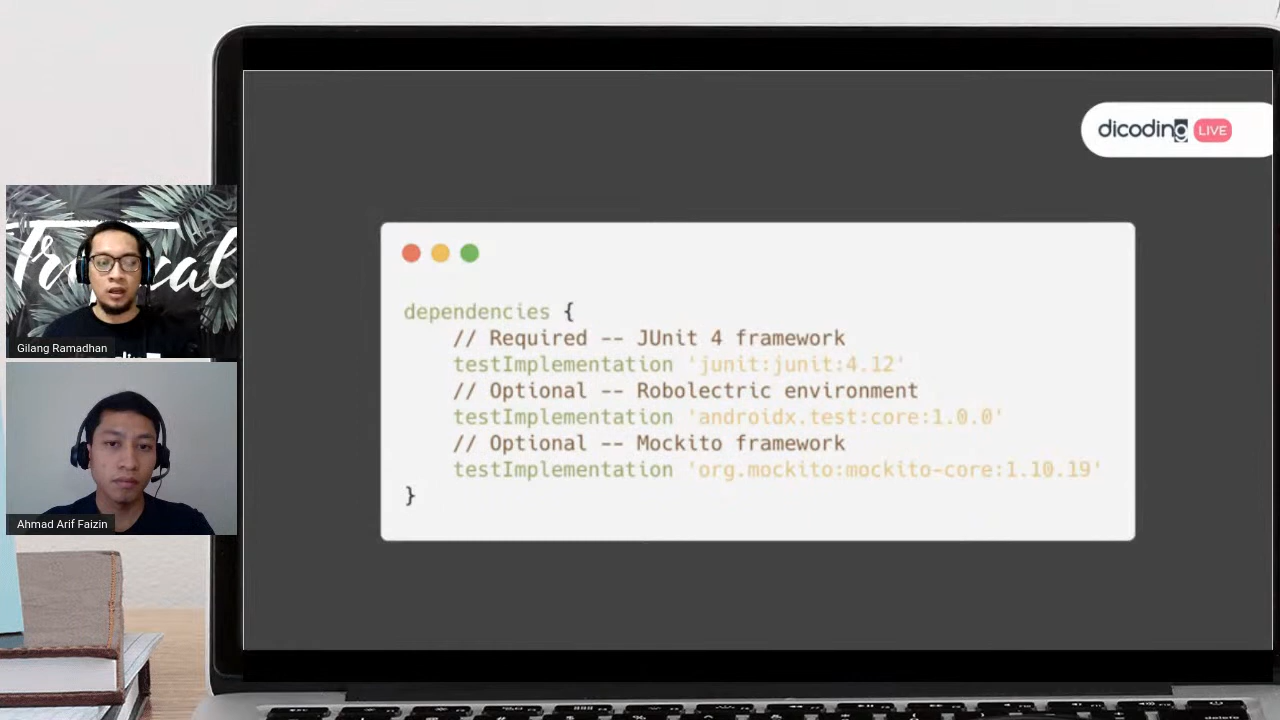 dicoding LIVE
Tropical
Gilang Ramadhan
Ahmad Arif Faizin
dependencies {
// Required -- JUnit 4 framework
testImplementation 'junit:junit:4.12'
// Optional -- Robolectric environment
testImplementation 'androidx.test:core:1.0.0'
// Optional -- Mockito framework
testImplementation 'org.mockito:mockito-core:1.10.19'
}
delete